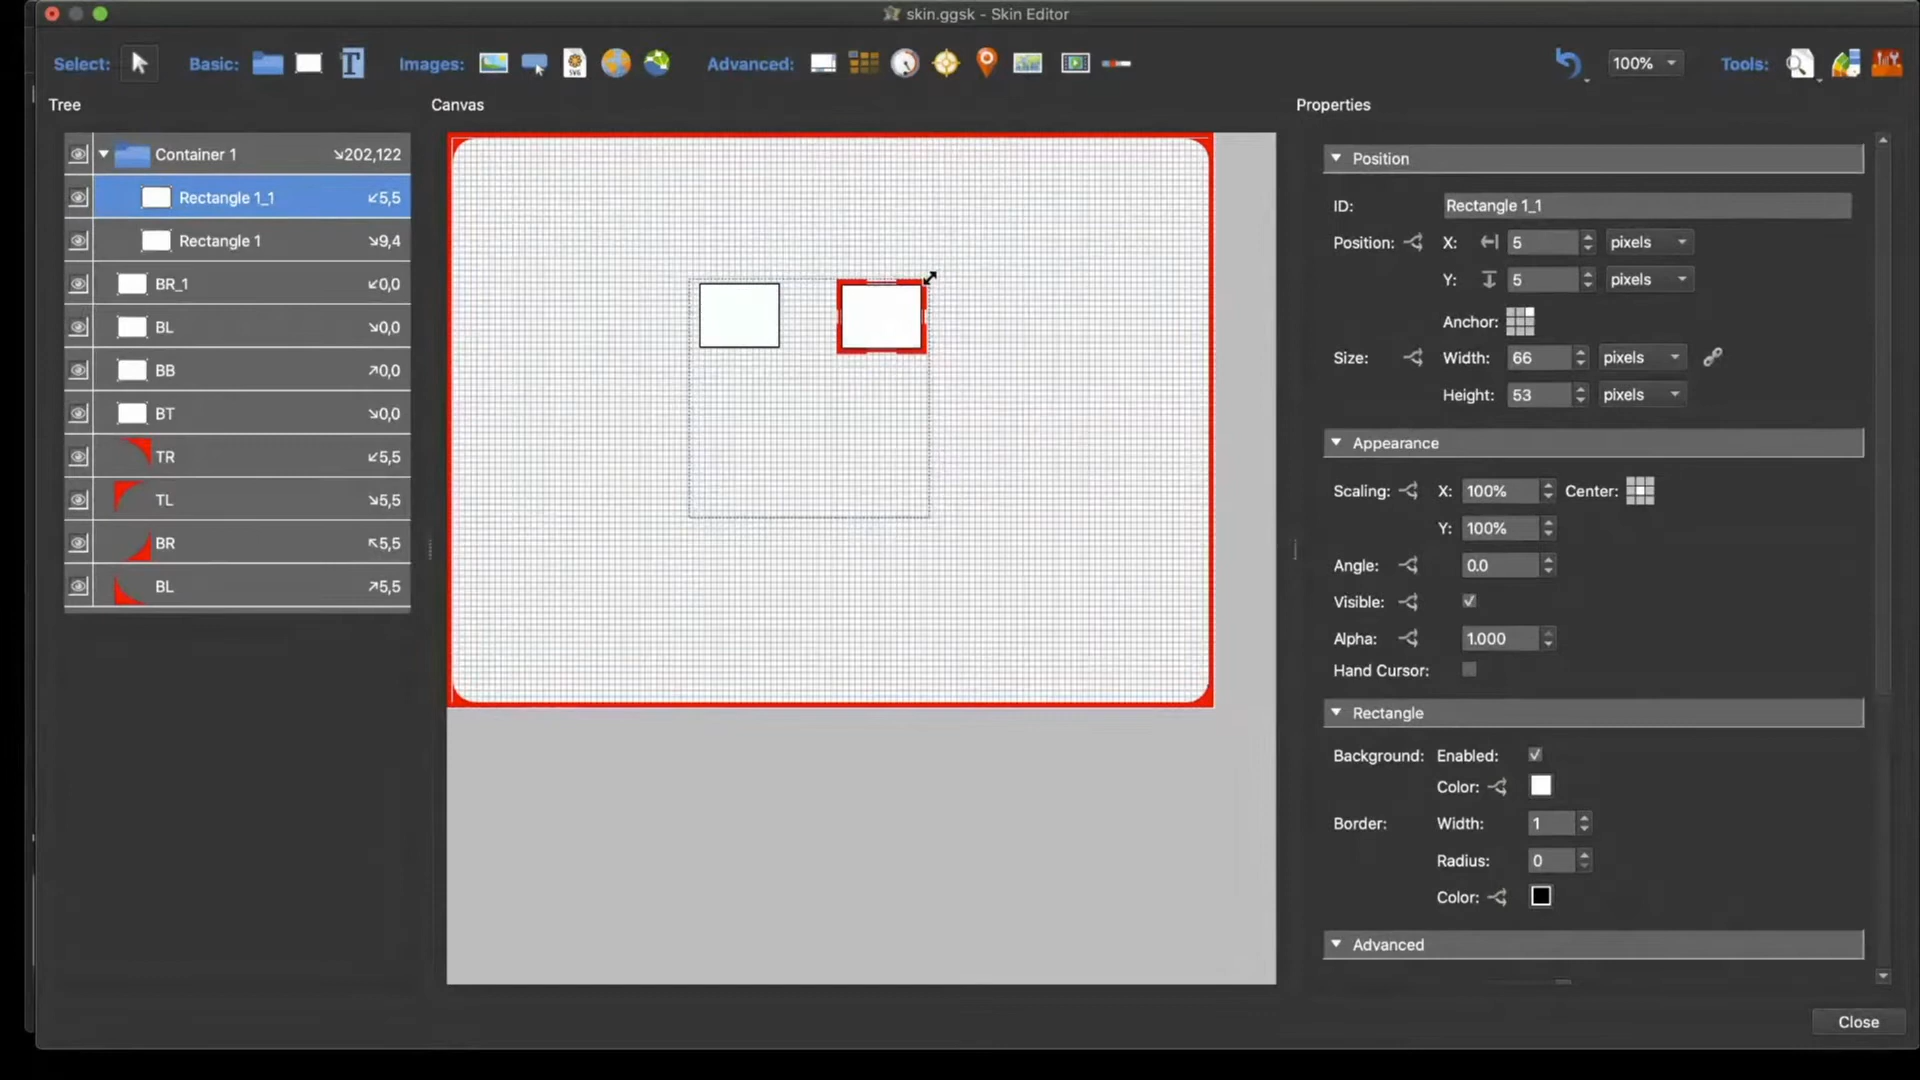 skin.ggsk - Skin Editor
Select: Basic: T Images: SVG Advanced: 100% Tools:
Tree Canvas Properties
Container 1 ↘202,122
Rectangle 1_1 ↙5,5
Rectangle 1 ↘9,4
BR_1 ↙0,0
BL ↘0,0
BB ↗0,0
BT ↘0,0
TR ↙5,5
TL ↘5,5
BR ↖5,5
BL ↗5,5
Position
ID: Rectangle 1_1
Position: X: 5 pixels
Y: 5 pixels
Anchor:
Size: Width: 66 pixels
Height: 53 pixels
Appearance
Scaling: X: 100% Center:
Y: 100%
Angle: 0.0
Visible:
Alpha: 1.000
Hand Cursor:
Rectangle
Background: Enabled:
Color:
Border: Width: 1
Radius: 0
Color:
Advanced
Close